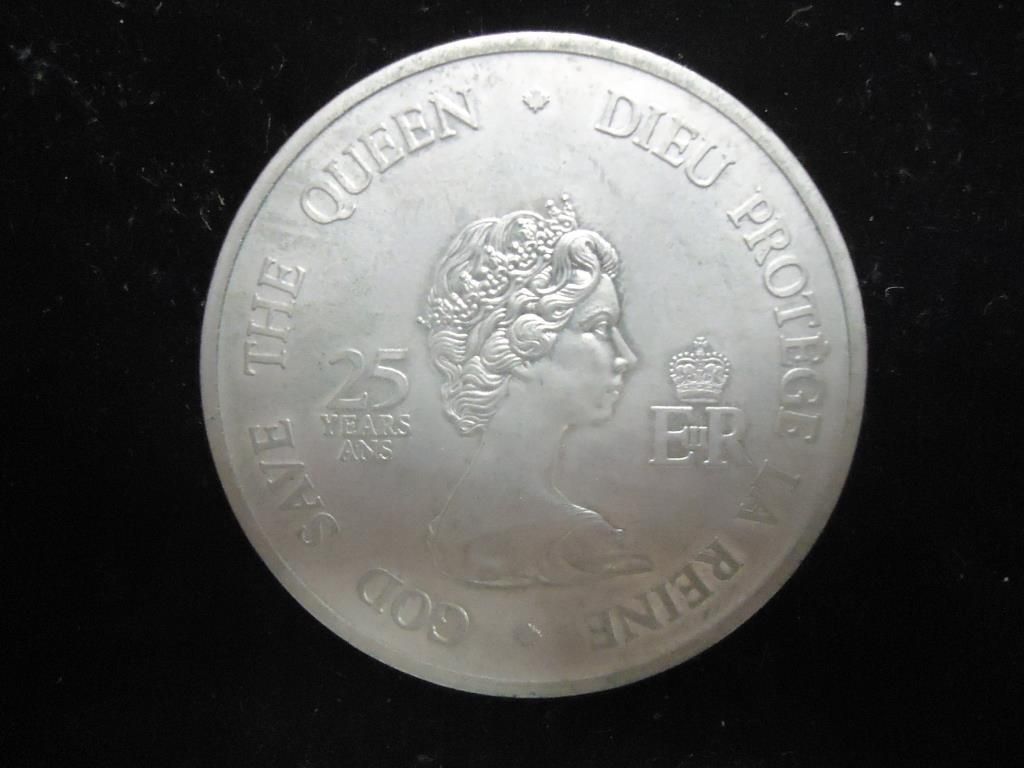 GOD SAVE THE QUEEN
DIEU PROTÈGE LA REINE
25
YEARS
ANS
EIIR